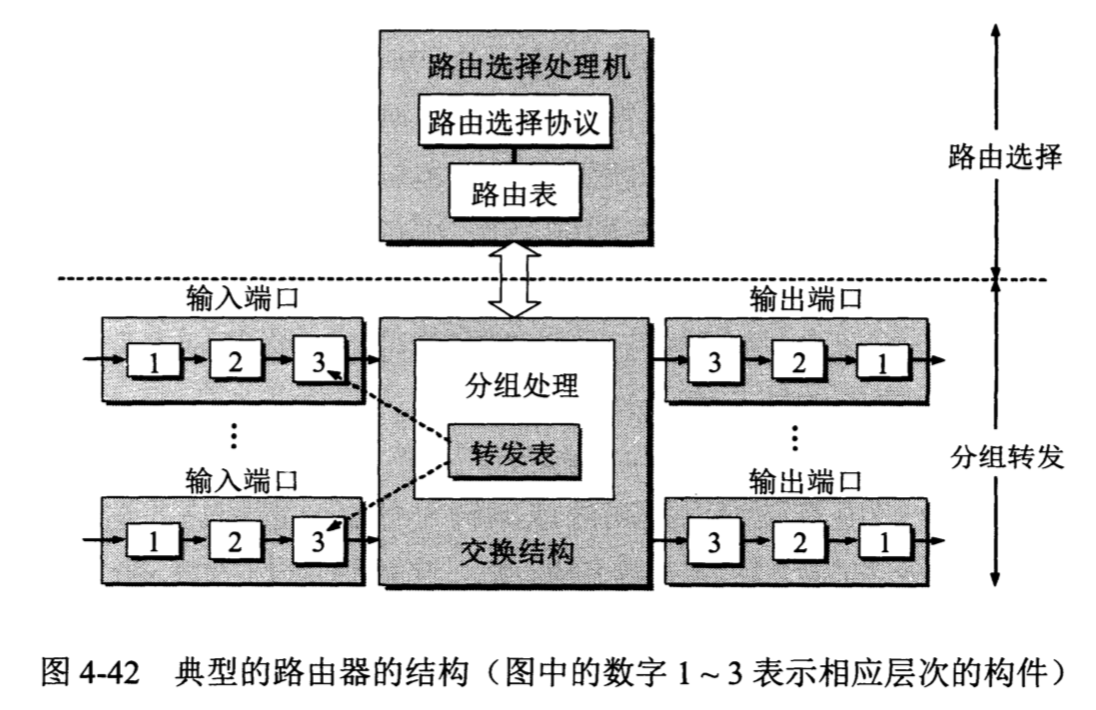 路由选择处理机
路由选择协议
路由表
路由选择
输入端口
输出端口
1 2 3
3 2 1
分组处理
转发表
分组转发
输入端口
输出端口
1 2 3
3 2 1
交换结构
图 4-42 典型的路由器的结构（图中的数字 1 ~ 3 表示相应层次的构件）